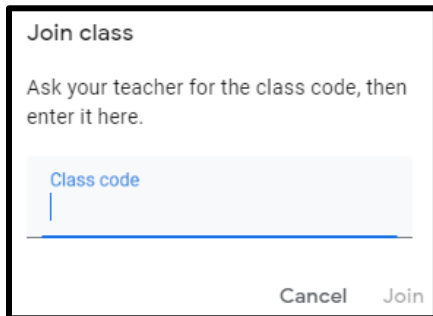 Join class
Ask your teacher for the class code, then
enter it here.
Class code
Cancel Join